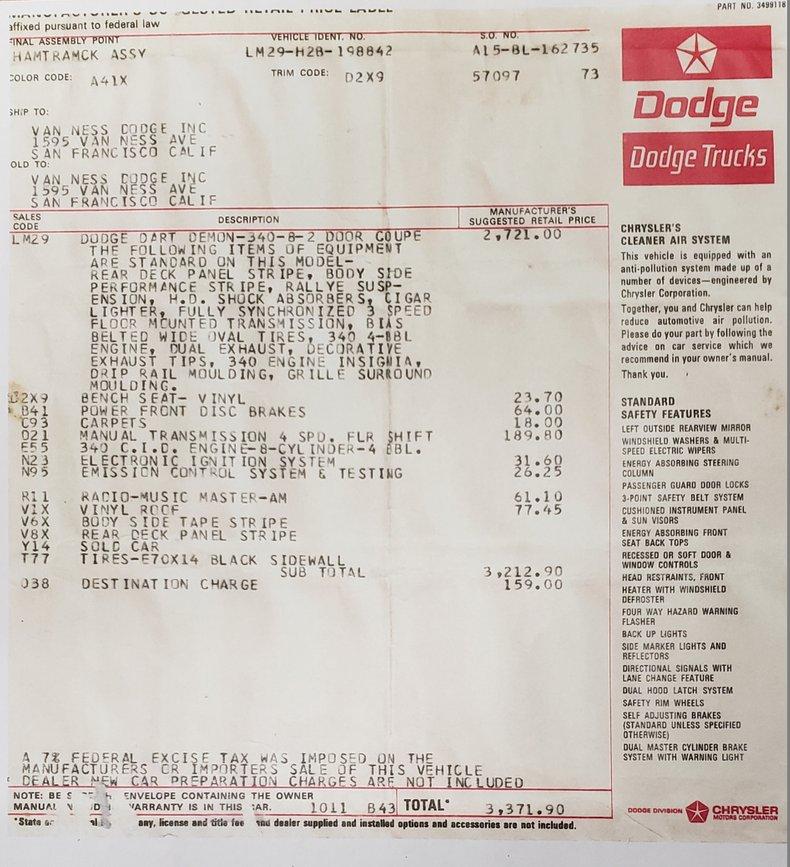 PART NO. 3499118
MANUFACTURER'S SUGGESTED RETAIL PRICE LABEL
affixed pursuant to federal law
FINAL ASSEMBLY POINT VEHICLE IDENT. NO. S.O. NO.
HAMTRAMCK ASSY LM29-H2B-198842 A15-BL-162735
COLOR CODE: A41X TRIM CODE: D2X9 57097 73
SHIP TO:
VAN NESS DODGE INC
1595 VAN NESS AVE
SAN FRANCISCO CALIF
OLD TO:
VAN NESS DODGE INC
1595 VAN NESS AVE
SAN FRANCISCO CALIF
SALES CODE DESCRIPTION MANUFACTURER'S SUGGESTED RETAIL PRICE
LM29 DODGE DART DEMON-340-8-2 DOOR COUPE 2,721.00
THE FOLLOWING ITEMS OF EQUIPMENT
ARE STANDARD ON THIS MODEL-
REAR DECK PANEL STRIPE, BODY SIDE
PERFORMANCE STRIPE, RALLYE SUSP-
ENSION, H.D. SHOCK ABSORBERS, CIGAR
LIGHTER, FULLY SYNCHRONIZED 3 SPEED
FLOOR MOUNTED TRANSMISSION, BIAS
BELTED WIDE OVAL TIRES, 340 4-BBL
ENGINE, DUAL EXHAUST, DECORATIVE
EXHAUST TIPS, 340 ENGINE INSIGNIA,
DRIP RAIL MOULDING, GRILLE SURROUND
MOULDING.
D2X9 BENCH SEAT- VINYL 23.70
B41 POWER FRONT DISC BRAKES 64.00
C93 CARPETS 18.00
D21 MANUAL TRANSMISSION 4 SPD. FLR SHIFT 189.80
E55 340 C.I.D. ENGINE-8-CYLINDER-4 BBL.
N23 ELECTRONIC IGNITION SYSTEM 31.60
N95 EMISSION CONTROL SYSTEM & TESTING 26.25
R11 RADIO-MUSIC MASTER-AM 61.10
V1X VINYL ROOF 77.45
V6X BODY SIDE TAPE STRIPE
V8X REAR DECK PANEL STRIPE
Y14 SOLD CAR
T77 TIRES-E70X14 BLACK SIDEWALL
SUB TOTAL 3,212.90
038 DESTINATION CHARGE 159.00
A 7% FEDERAL EXCISE TAX WAS IMPOSED ON THE
MANUFACTURERS OR IMPORTERS SALE OF THIS VEHICLE
DEALER NEW CAR PREPARATION CHARGES ARE NOT INCLUDED
NOTE: BE ENVELOPE CONTAINING THE OWNER
MANUAL WARRANTY IS IN THIS CAR. 1011 B43 TOTAL* 3,371.90
*State any, license and title fee and dealer supplied and installed options and accessories are not included.
Dodge
Dodge Trucks
CHRYSLER'S
CLEANER AIR SYSTEM
This vehicle is equipped with an
anti-pollution system made up of a
number of devices—engineered by
Chrysler Corporation.
Together, you and Chrysler can help
reduce automotive air pollution.
Please do your part by following the
advice on car service which we
recommend in your owner's manual.
Thank you.
STANDARD
SAFETY FEATURES
LEFT OUTSIDE REARVIEW MIRROR
WINDSHIELD WASHERS & MULTI-
SPEED ELECTRIC WIPERS
ENERGY ABSORBING STEERING
COLUMN
PASSENGER GUARD DOOR LOCKS
3-POINT SAFETY BELT SYSTEM
CUSHIONED INSTRUMENT PANEL
& SUN VISORS
ENERGY ABSORBING FRONT
SEAT BACK TOPS
RECESSED OR SOFT DOOR &
WINDOW CONTROLS
HEAD RESTRAINTS, FRONT
HEATER WITH WINDSHIELD
DEFROSTER
FOUR WAY HAZARD WARNING
FLASHER
BACK UP LIGHTS
SIDE MARKER LIGHTS AND
REFLECTORS
DIRECTIONAL SIGNALS WITH
LANE CHANGE FEATURE
DUAL HOOD LATCH SYSTEM
SAFETY RIM WHEELS
SELF ADJUSTING BRAKES
(STANDARD UNLESS SPECIFIED
OTHERWISE)
DUAL MASTER CYLINDER BRAKE
SYSTEM WITH WARNING LIGHT
DODGE DIVISION CHRYSLER
MOTORS CORPORATION